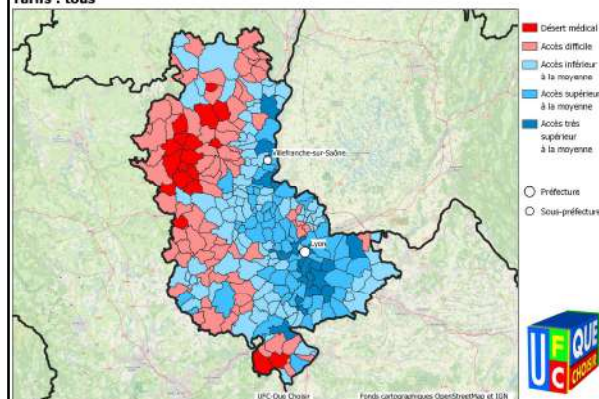 Tarifs : tous
Désert médical
Accès difficile
Accès inférieur
à la moyenne
Accès supérieur
à la moyenne
Accès très
supérieur
à la moyenne
Préfecture
Sous-préfecture
Villefranche-sur-Saône
Lyon
UFC
QUE
CHOISIR
UFC-Que Choisir
Fonds cartographiques OpenStreetMap et IGN